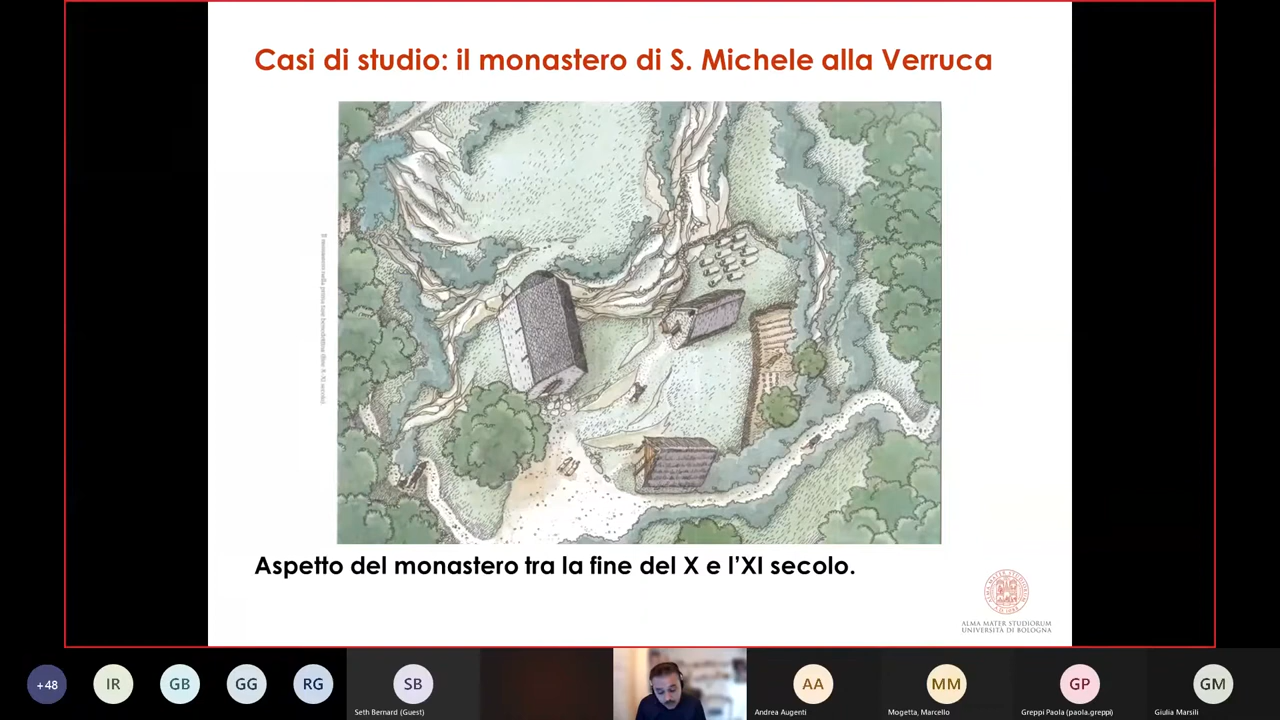 Casi di studio: il monastero di S. Michele alla Verruca
Aspetto del monastero tra la fine del X e l'XI secolo.
ALMA MATER STUDIORUM
UNIVERSITÀ DI BOLOGNA
+48
IR
GB
GG
RG
SB
Seth Bernard (Guest)
AA
Andrea Augenti
MM
Mogetta, Marcello
GP
Greppi Paola (paola.greppi)
GM
Giulia Marsili